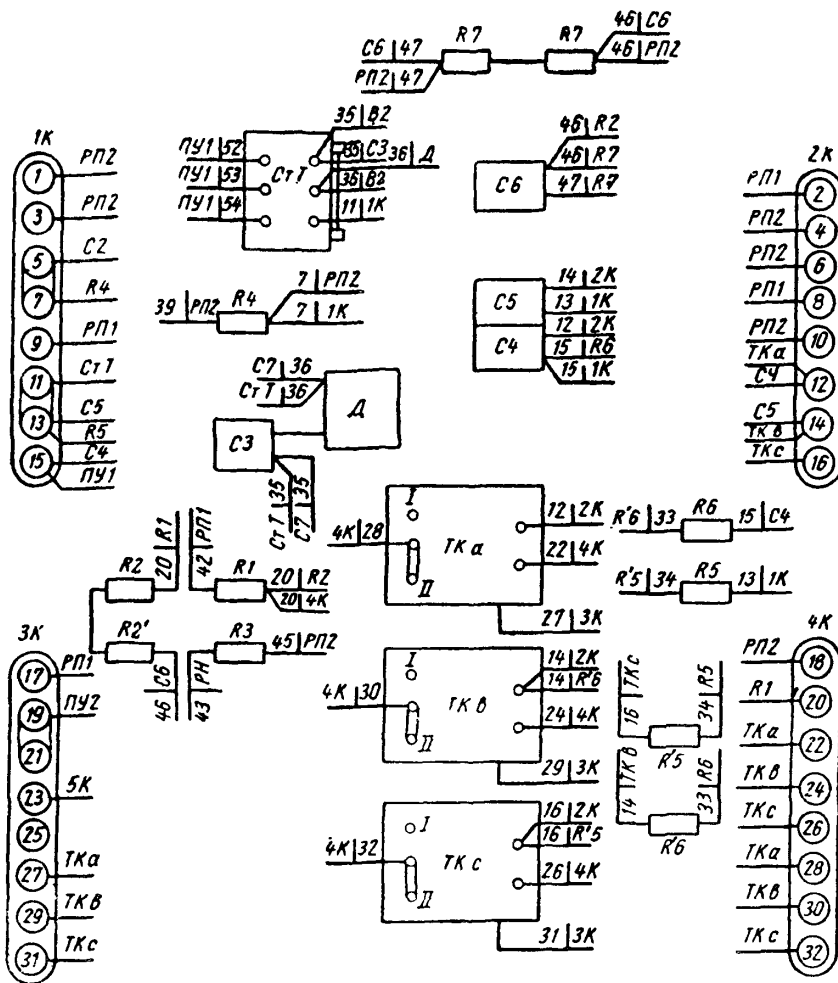 46 С6
С6 47 R7 R7 46 РП2
РП2 47
35 В2
1К
ПУ1 52 СтТ 35 С3 36 Д
ПУ1 53 36 В2
ПУ1 54 11 1К
1 РП2
3 РП2
5 С2
7 R4
9 РП1
11 СтТ
13 С5
R5
15 С4
ПУ1
46 R2
46 R7
С6 47 R7
2К
РП1 2
РП2 4
РП2 6
РП1 8
РП2 10
ТКа
С4 12
С5 14
ТКв
ТКс 16
7 РП2
39 РП2 R4 7 1К
С5 14 2К
13 1К
С4 12 2К
15 R6
15 1К
С7 36
СтТ 36 Д
С3
СтТ 35
С7 35
I
4К 28 ТКа 12 2К
II 22 4К
27 3К
R'6 33 R6 15 С4
R'5 34 R5 13 1К
20 R1
42 РП1
R2 R1 20 R2
20 4К
R2' R3 45 РП2
46 С6
43 РН
3К
17 РП1
19 ПУ2
21
23 5К
25
27 ТКа
29 ТКв
31 ТКс
I 14 2К
4К 30 ТКв 14 R'6
II 24 4К
29 3К
16 ТКс
34 R5
R'5
14 ТКв
33 R6
R'6
I 16 2К
4К 32 ТКс 16 R'5
II 26 4К
31 3К
4К
РП2 18
R1 20
ТКа 22
ТКв 24
ТКс 26
ТКа 28
ТКв 30
ТКс 32